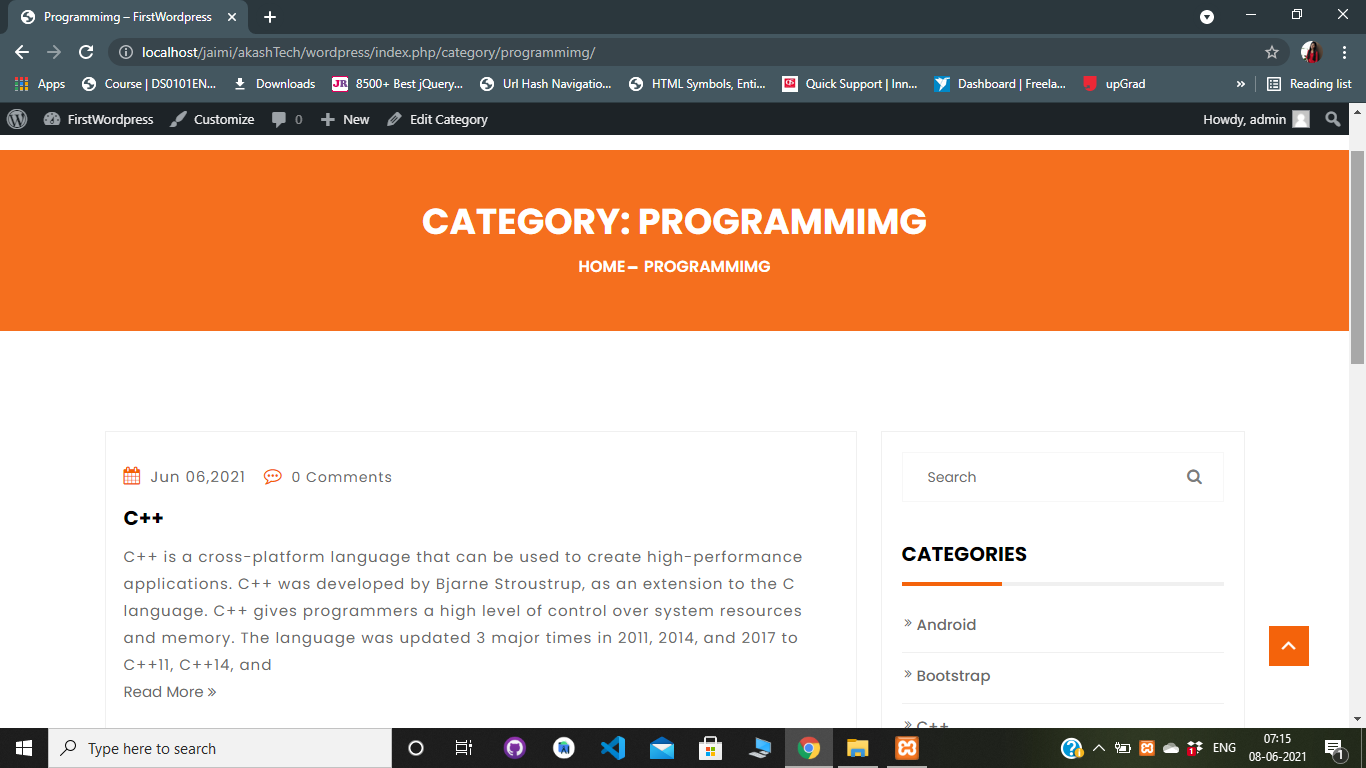 Programmimg – FirstWordpress
localhost/jaimi/akashTech/wordpress/index.php/category/programmimg/
Apps Course | DS0101EN... Downloads JR 8500+ Best jQuery... Url Hash Navigatio... HTML Symbols, Enti... Quick Support | Inn... Dashboard | Freela... upGrad » Reading list
FirstWordpress Customize 0 New Edit Category Howdy, admin
CATEGORY: PROGRAMMIMG
HOME – PROGRAMMIMG
Jun 06,2021 0 Comments
C++
C++ is a cross-platform language that can be used to create high-performance
applications. C++ was developed by Bjarne Stroustrup, as an extension to the C
language. C++ gives programmers a high level of control over system resources
and memory. The language was updated 3 major times in 2011, 2014, and 2017 to
C++11, C++14, and
Read More »
Search
CATEGORIES
» Android
» Bootstrap
» C++
Type here to search
ENG
07:15
08-06-2021
1